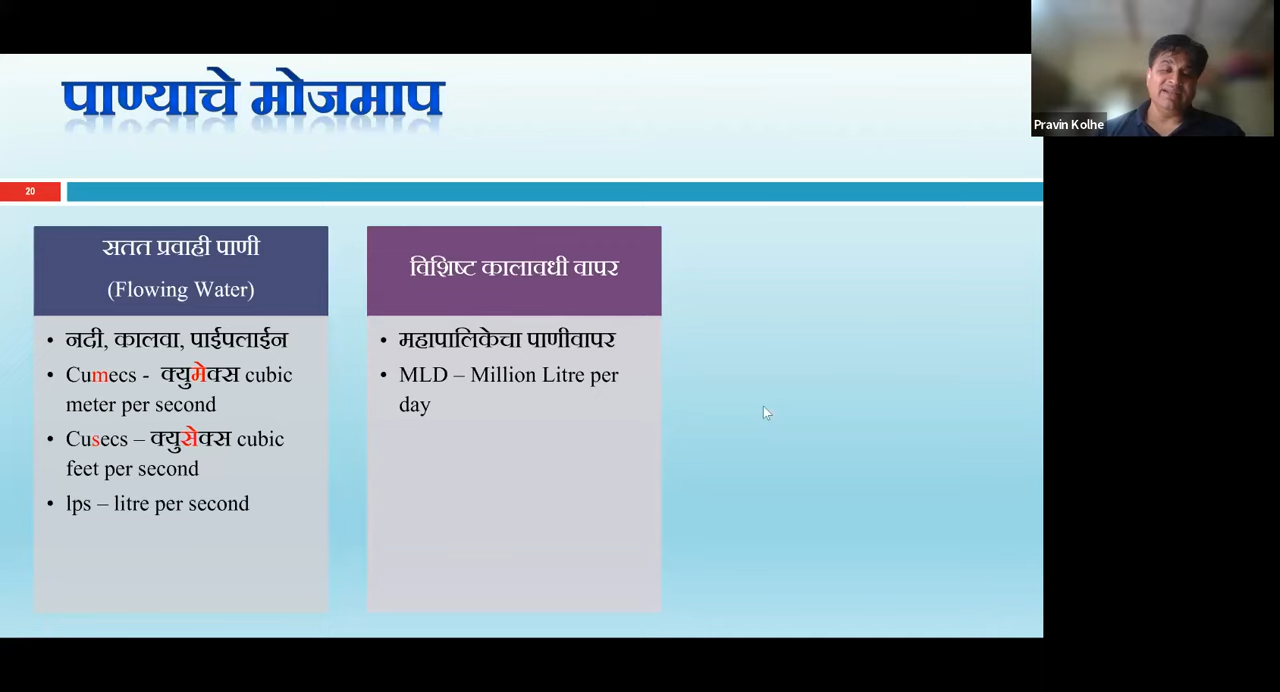 पाण्याचे मोजमाप
Pravin Kolhe
20
सतत प्रवाही पाणी
(Flowing Water)
• नदी, कालवा, पाईपलाईन
• Cumecs - क्युमेक्स cubic
meter per second
• Cusecs – क्युसेक्स cubic
feet per second
• lps – litre per second
विशिष्ट कालावधी वापर
• महापालिकेचा पाणीवापर
• MLD – Million Litre per
day